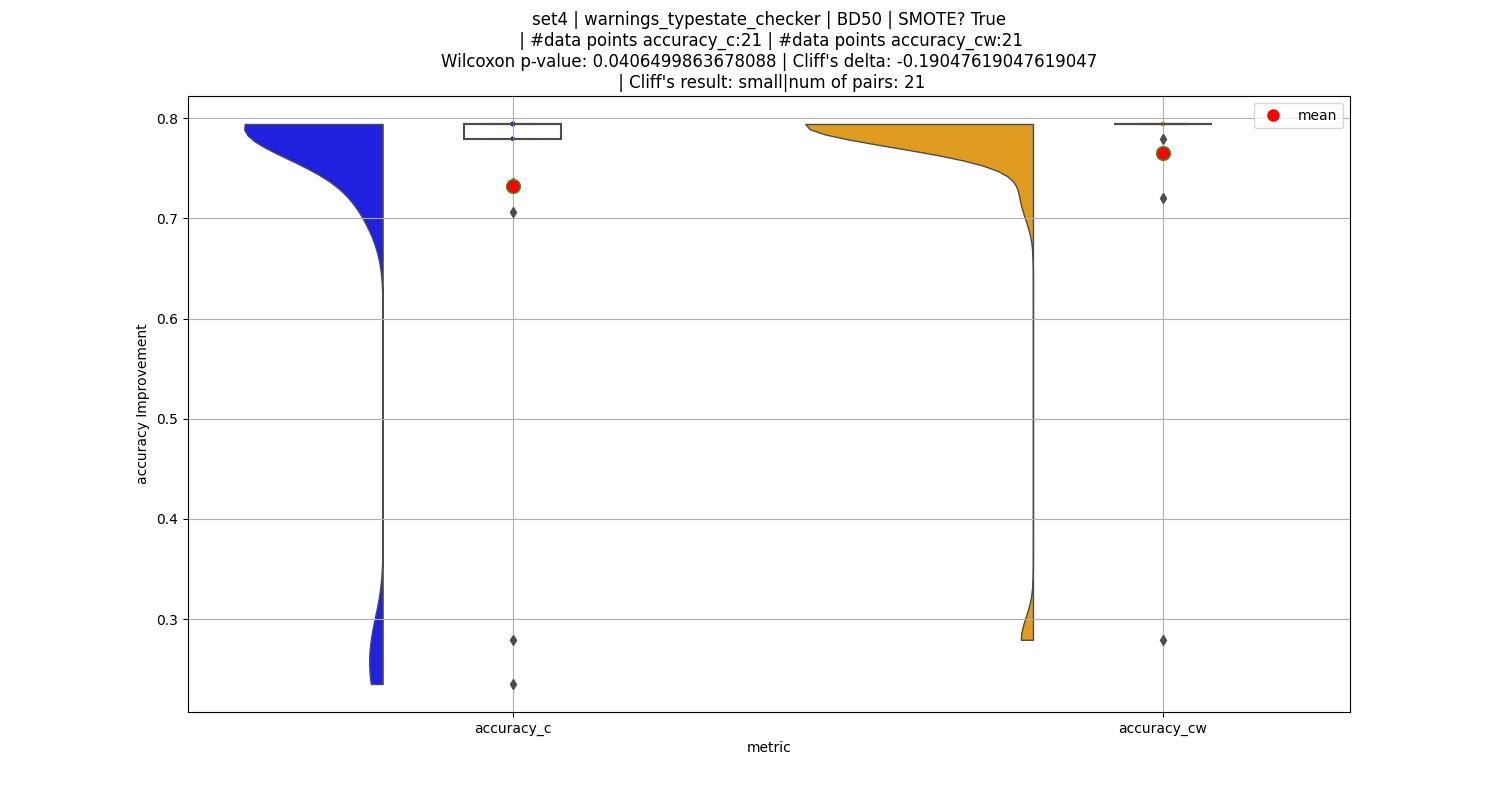 set4 | warnings_typestate_checker | BD50 | SMOTE? True
| #data points accuracy_c:21 | #data points accuracy_cw:21
Wilcoxon p-value: 0.0406499863678088 | Cliff's delta: -0.19047619047619047
| Cliff's result: small|num of pairs: 21
mean
0.8
0.7
0.6
0.5
0.4
0.3
accuracy Improvement
accuracy_c
accuracy_cw
metric